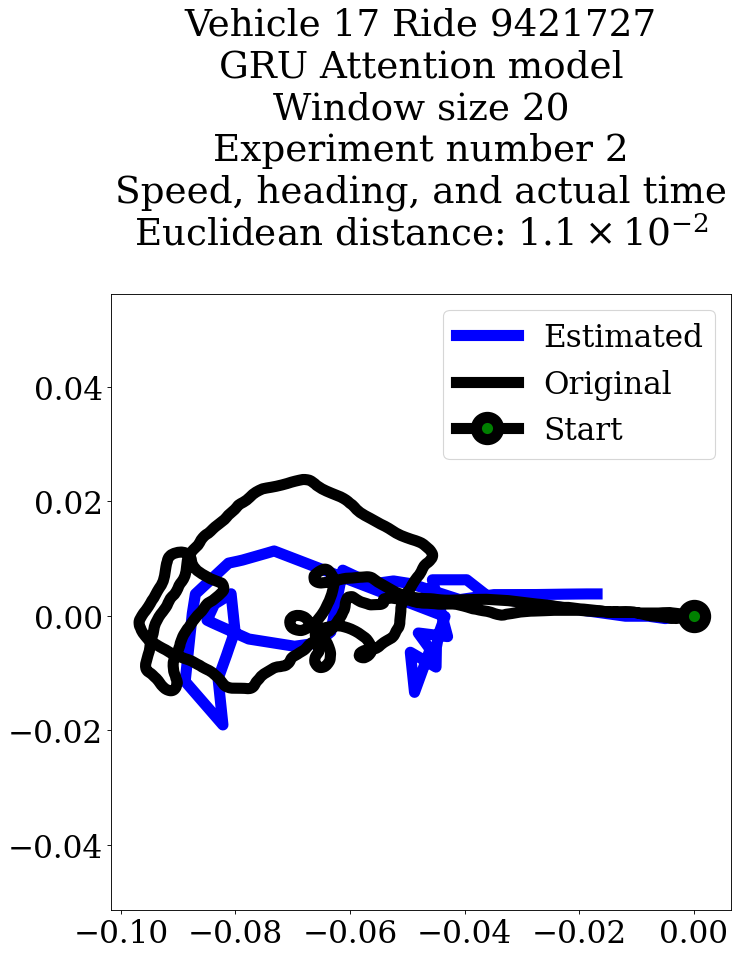 Vehicle 17 Ride 9421727
GRU Attention model
Window size 20
Experiment number 2
Speed, heading, and actual time
Euclidean distance: 1.1 × 10⁻²
Estimated
Original
Start
0.04
0.02
0.00
−0.02
−0.04
−0.10 −0.08 −0.06 −0.04 −0.02 0.00